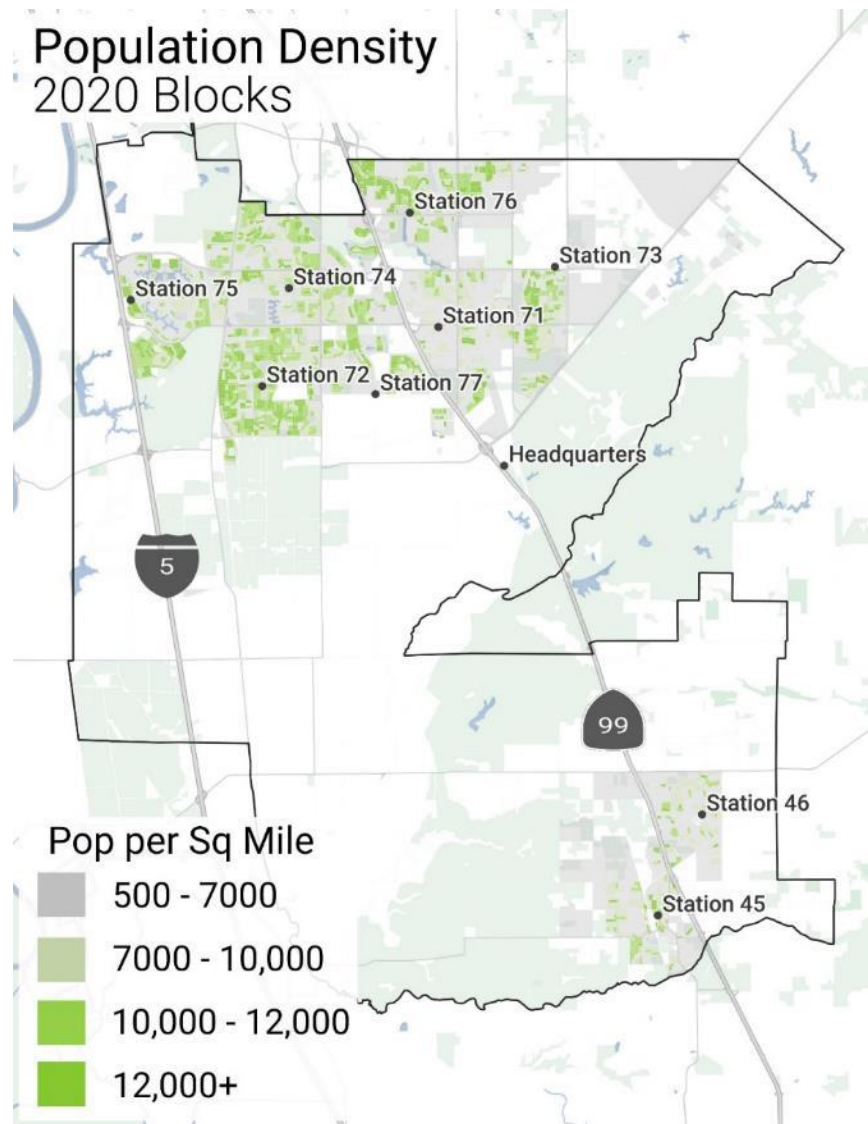 Population Density
2020 Blocks
Station 76
Station 73
Station 74
Station 75
Station 71
Station 72
Station 77
Headquarters
5
99
Station 46
Station 45
Pop per Sq Mile
500 - 7000
7000 - 10,000
10,000 - 12,000
12,000+